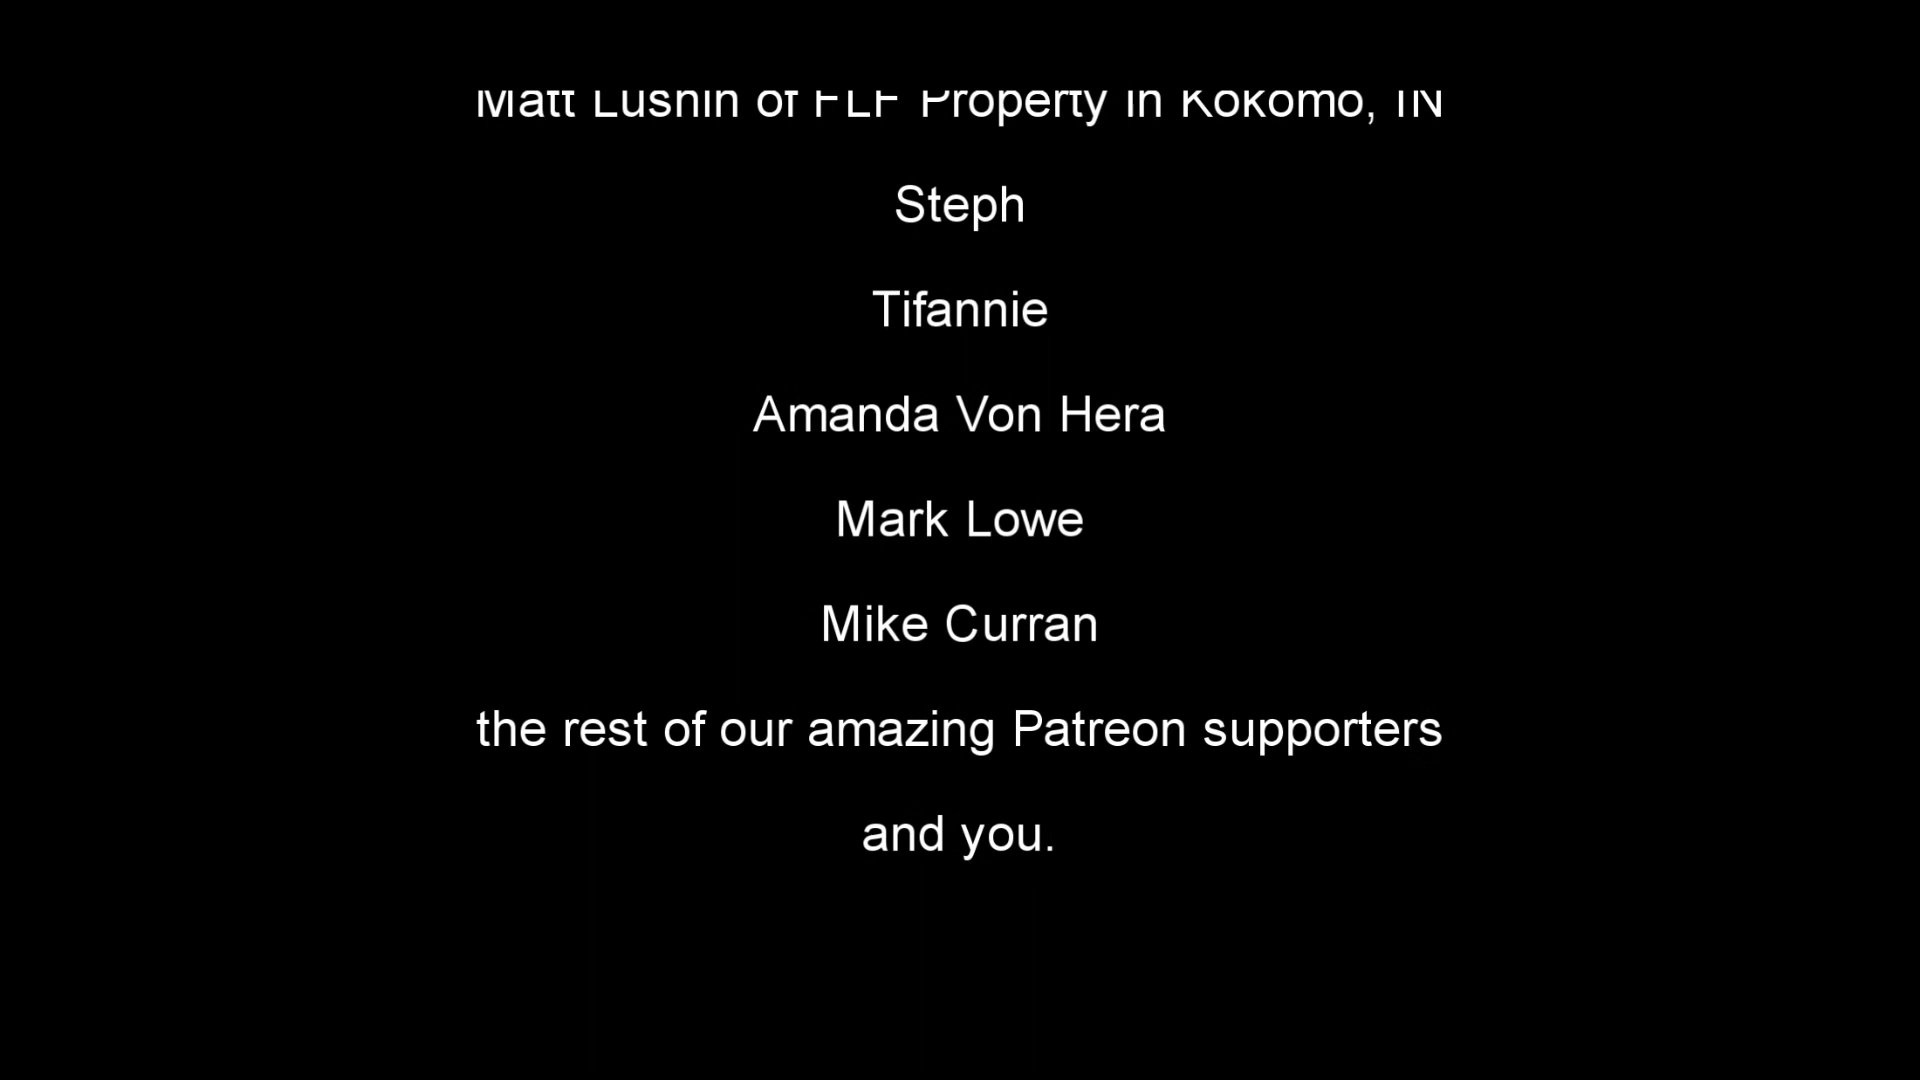 Matt Lushin of FLF Property in Kokomo, IN
Steph
Tifannie
Amanda Von Hera
Mark Lowe
Mike Curran
the rest of our amazing Patreon supporters
and you.